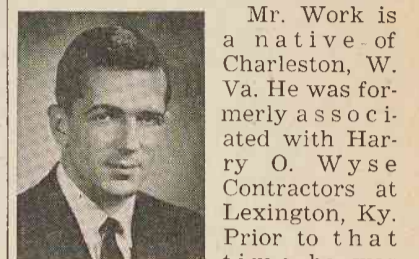 Mr. Work is
a native of
Charleston, W.
Va. He was for-
merly associ-
ated with Har-
ry O. Wyse
Contractors at
Lexington, Ky.
Prior to that